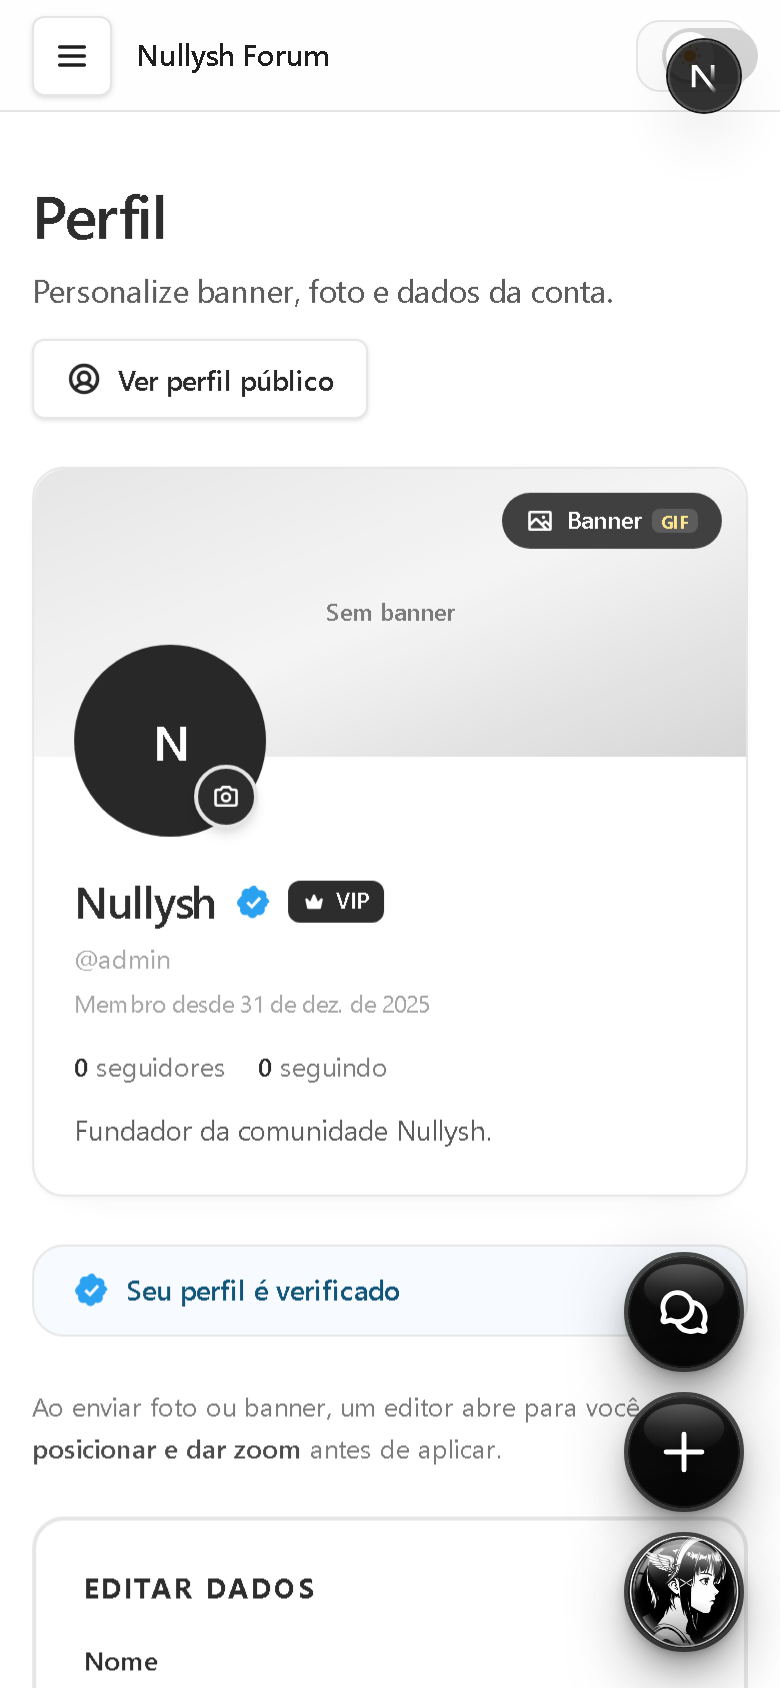 Nullysh Forum
N
Perfil
Personalize banner, foto e dados da conta.
Ver perfil público
Banner GIF
Sem banner
N
Nullysh VIP
@admin
Membro desde 31 de dez. de 2025
0 seguidores 0 seguindo
Fundador da comunidade Nullysh.
Seu perfil é verificado
Ao enviar foto ou banner, um editor abre para você
posicionar e dar zoom antes de aplicar.
EDITAR DADOS
Nome